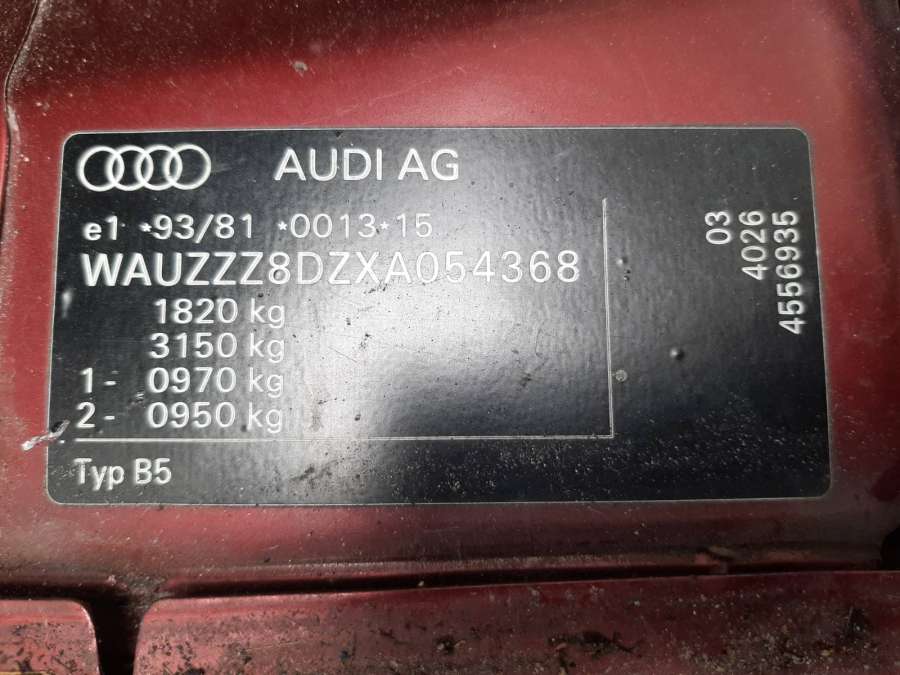 AUDI AG
e1 *93/81 *0013*15
WAUZZZ8DZXA054368
1820 kg
3150 kg
1- 0970 kg
2- 0950 kg
Typ B5
03
4026
4556935